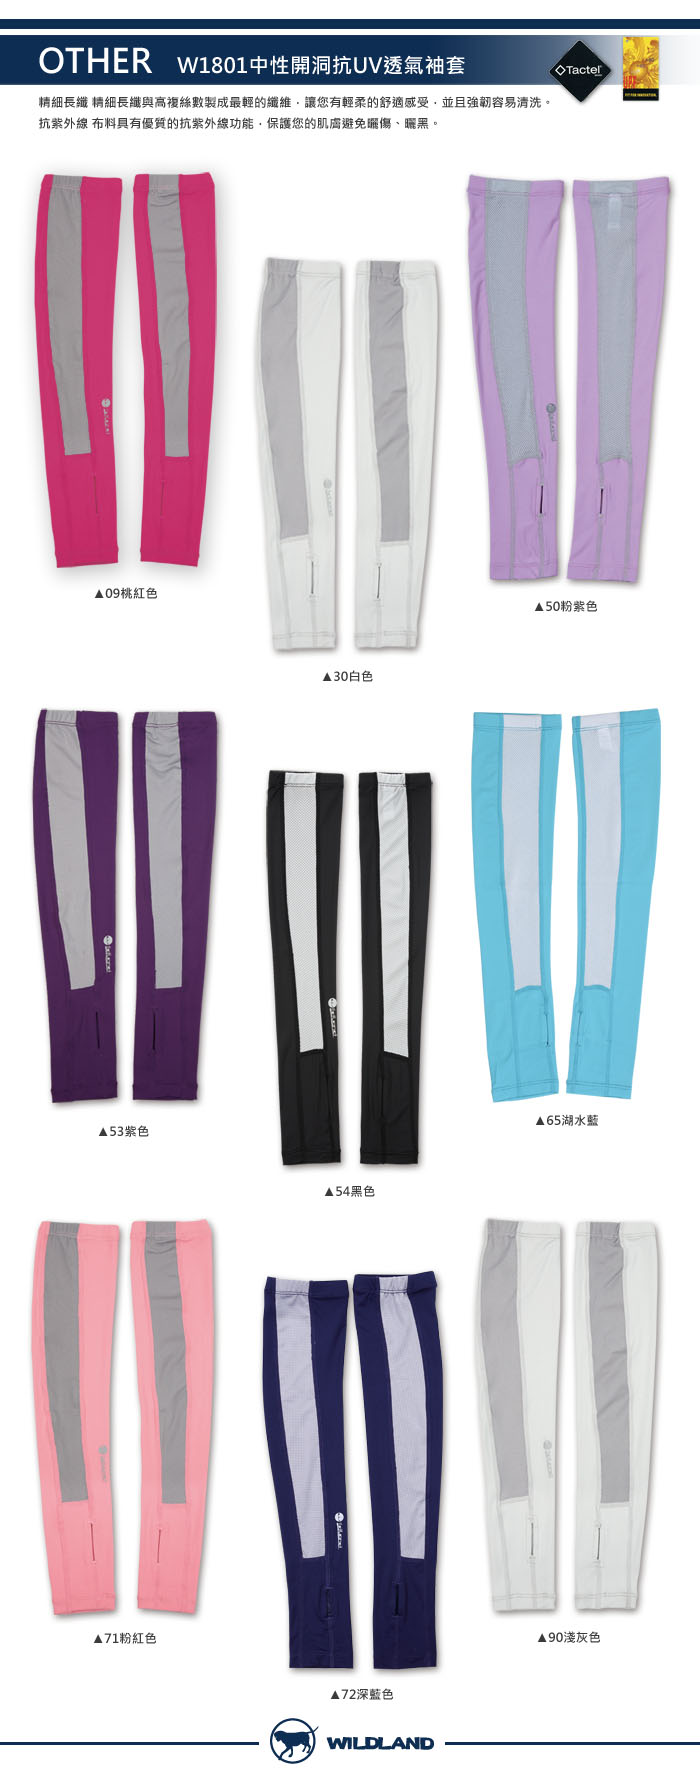 OTHER W1801中性開洞抗UV透氣袖套
Tactel
精細長纖 精細長纖與高複絲數製成最輕的纖維，讓您有輕柔的舒適感受，並且強韌容易清洗。
抗紫外線 布料具有優質的抗紫外線功能，保護您的肌膚避免曬傷、曬黑。
▲09桃紅色
▲50粉紫色
▲30白色
▲53紫色
▲65湖水藍
▲54黑色
▲71粉紅色
▲90淺灰色
▲72深藍色
WILDLAND